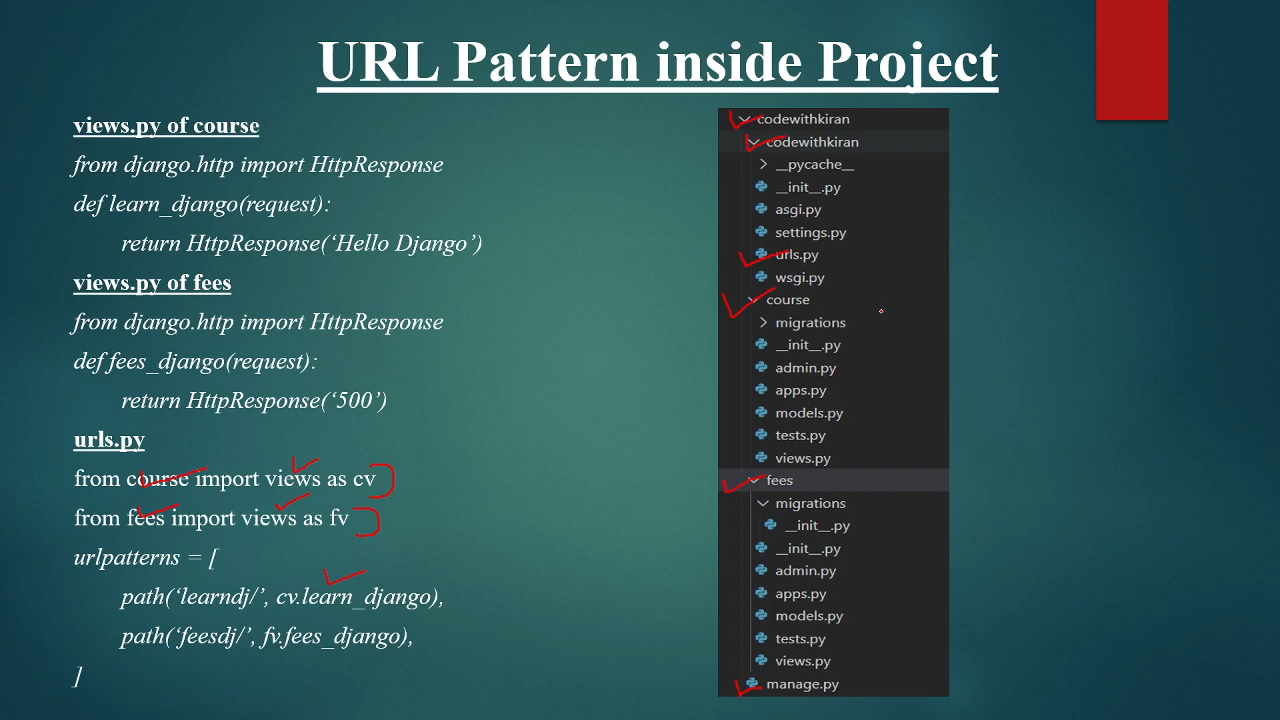 URL Pattern inside Project
views.py of course
from django.http import HttpResponse
def learn_django(request):
return HttpResponse(‘Hello Django’)
views.py of fees
from django.http import HttpResponse
def fees_django(request):
return HttpResponse(‘500’)
urls.py
from course import views as cv
from fees import views as fv
urlpatterns = [
path(‘learndj/’, cv.learn_django),
path(‘feesdj/’, fv.fees_django),
]
codewithkiran
codewithkiran
__pycache__
__init__.py
asgi.py
settings.py
urls.py
wsgi.py
course
migrations
__init__.py
admin.py
apps.py
models.py
tests.py
views.py
fees
migrations
__init__.py
__init__.py
admin.py
apps.py
models.py
tests.py
views.py
manage.py